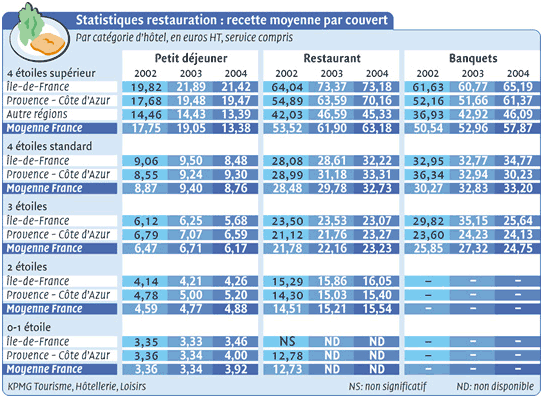 Statistiques restauration : recette moyenne par couvert
Par catégorie d'hôtel, en euros HT, service compris
Petit déjeuner Restaurant Banquets
4 étoiles supérieur 2002 2003 2004 2002 2003 2004 2002 2003 2004
Île-de-France 19,82 21,89 21,42 64,04 73,37 73,18 61,63 60,77 65,19
Provence - Côte d'Azur 17,68 19,48 19,47 54,89 63,59 70,16 52,16 51,66 61,37
Autre régions 14,46 14,43 13,39 42,03 46,59 45,33 36,93 42,92 46,09
Moyenne France 17,75 19,05 13,38 53,52 61,90 63,18 50,54 52,96 57,87
4 étoiles standard
Île-de-France 9,06 9,50 8,48 28,08 28,61 32,22 32,95 32,77 34,77
Provence - Côte d'Azur 8,55 9,24 9,30 28,99 31,18 33,31 36,34 32,94 30,23
Moyenne France 8,87 9,40 8,76 28,48 29,78 32,73 30,27 32,83 33,20
3 étoiles
Île-de-France 6,12 6,25 5,68 23,50 23,53 23,07 29,82 35,15 25,64
Provence - Côte d'Azur 6,79 7,07 6,59 21,12 21,76 23,27 23,60 24,23 24,13
Moyenne France 6,47 6,71 6,17 21,78 22,16 23,23 25,85 27,32 24,75
2 étoiles
Île-de-France 4,14 4,21 4,26 15,29 15,86 16,05 – – –
Provence - Côte d'Azur 4,78 5,00 5,20 14,30 15,03 15,40 – – –
Moyenne France 4,59 4,77 4,88 14,51 15,21 15,54 – – –
0-1 étoile
Île-de-France 3,35 3,33 3,46 NS ND ND – – –
Provence - Côte d'Azur 3,36 3,34 4,00 12,78 ND ND – – –
Moyenne France 3,36 3,34 3,92 12,73 ND ND – – –
KPMG Tourisme, Hôtellerie, Loisirs NS: non significatif ND: non disponible